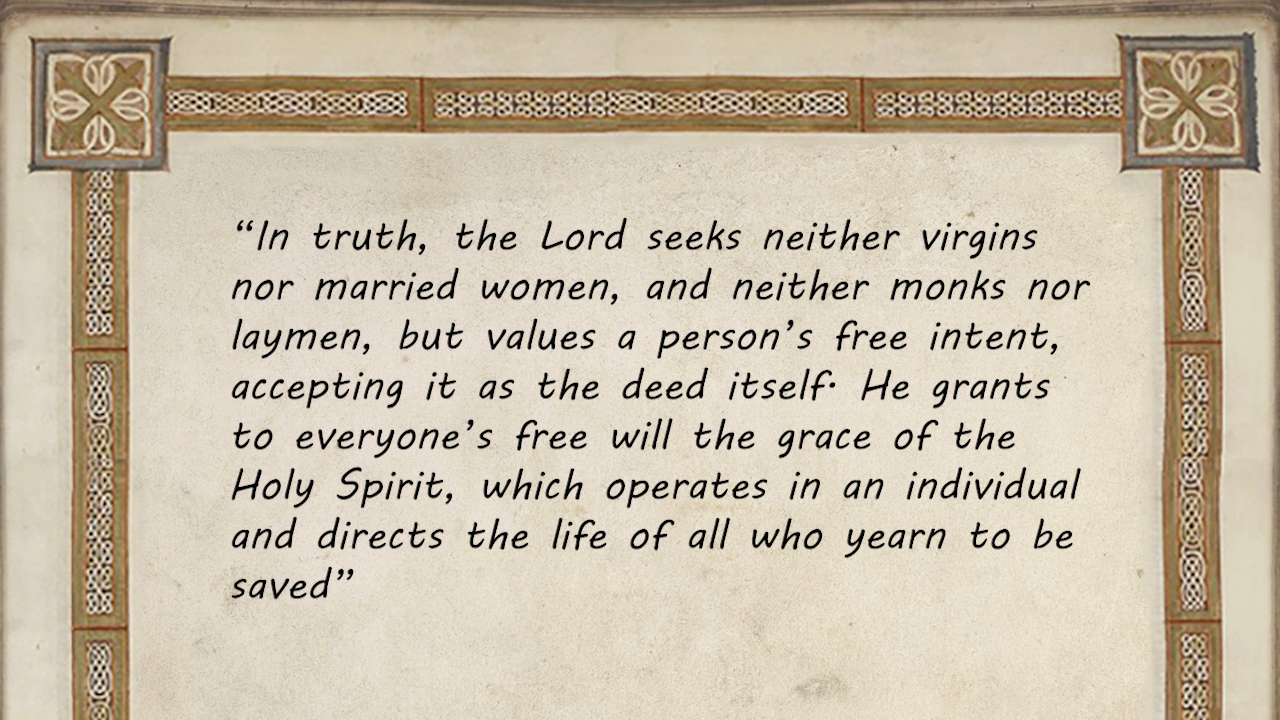 “In truth, the Lord seeks neither virgins
nor married women, and neither monks nor
laymen, but values a person’s free intent,
accepting it as the deed itself· He grants
to everyone’s free will the grace of the
Holy Spirit, which operates in an individual
and directs the life of all who yearn to be
saved”